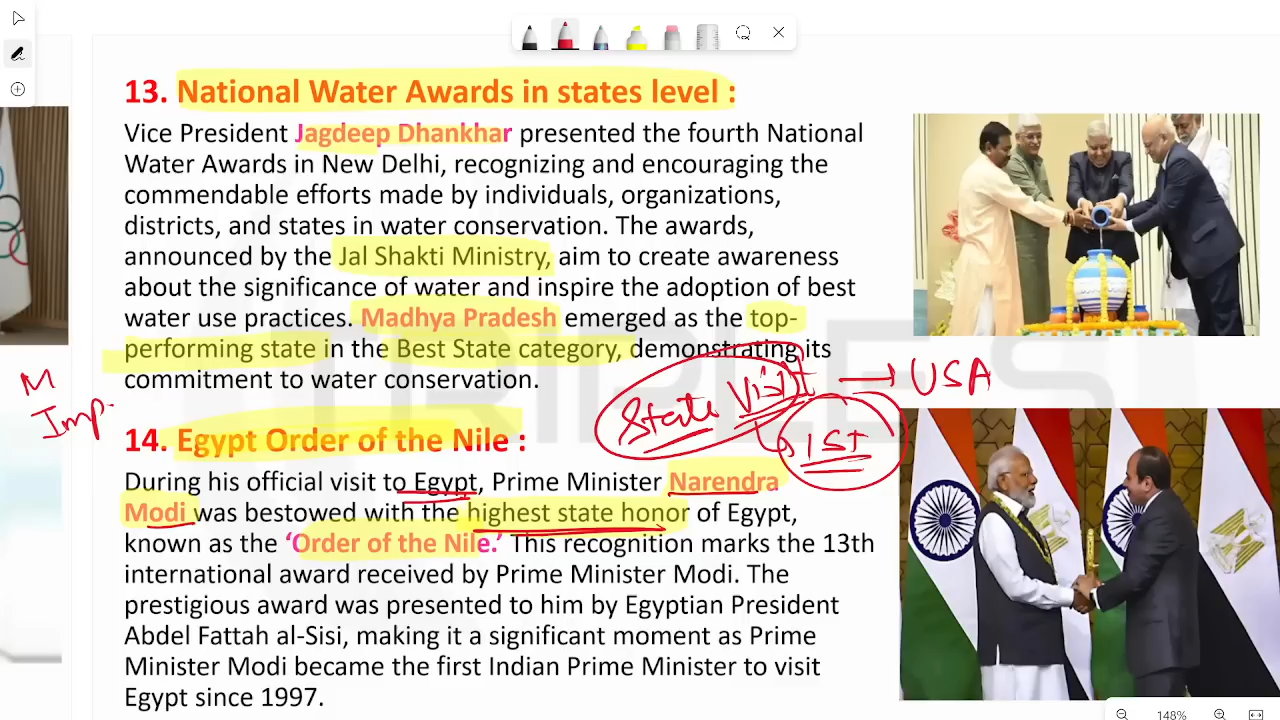 13. National Water Awards in states level :
Vice President Jagdeep Dhankhar presented the fourth National
Water Awards in New Delhi, recognizing and encouraging the
commendable efforts made by individuals, organizations,
districts, and states in water conservation. The awards,
announced by the Jal Shakti Ministry, aim to create awareness
about the significance of water and inspire the adoption of best
water use practices. Madhya Pradesh emerged as the top-
performing state in the Best State category, demonstrating its
commitment to water conservation.
M
Imp.
State Visit → USA
1st
14. Egypt Order of the Nile :
During his official visit to Egypt, Prime Minister Narendra
Modi was bestowed with the highest state honor of Egypt,
known as the ‘Order of the Nile.’ This recognition marks the 13th
international award received by Prime Minister Modi. The
prestigious award was presented to him by Egyptian President
Abdel Fattah al-Sisi, making it a significant moment as Prime
Minister Modi became the first Indian Prime Minister to visit
Egypt since 1997.
148%